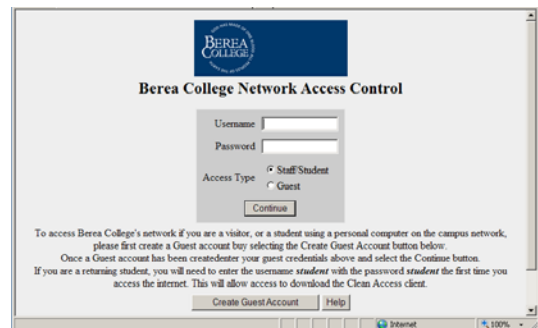 BEREA
COLLEGE
Berea College Network Access Control
Username
Password
Access Type
Staff/Student
Guest
Continue
To access Berea College's network if you are a visitor, or a student using a personal computer on the campus network,
please first create a Guest account buy selecting the Create Guest Account button below.
Once a Guest account has been createdenter your guest credentials above and select the Continue button.
If you are a returning student, you will need to enter the username student with the password student the first time you
access the internet. This will allow access to download the Clean Access client.
Create Guest Account Help
Internet 100%